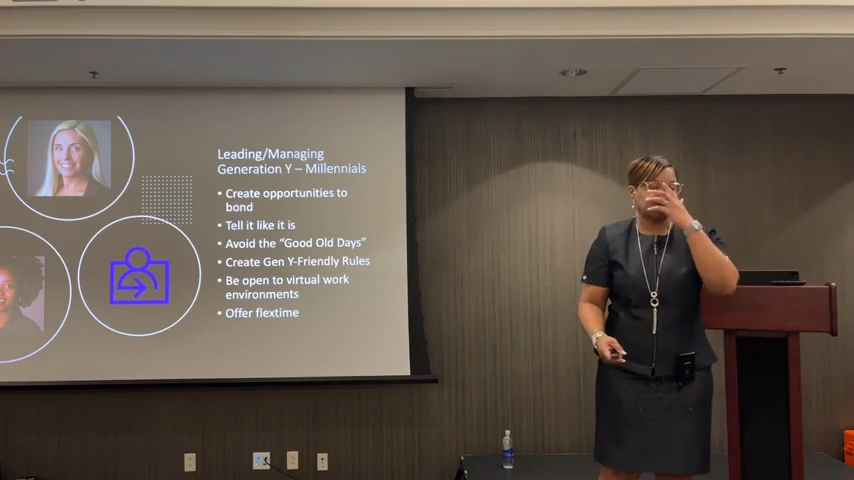 Leading/Managing
Generation Y – Millennials
• Create opportunities to
bond
• Tell it like it is
• Avoid the “Good Old Days”
• Create Gen Y-Friendly Rules
• Be open to virtual work
environments
• Offer flextime